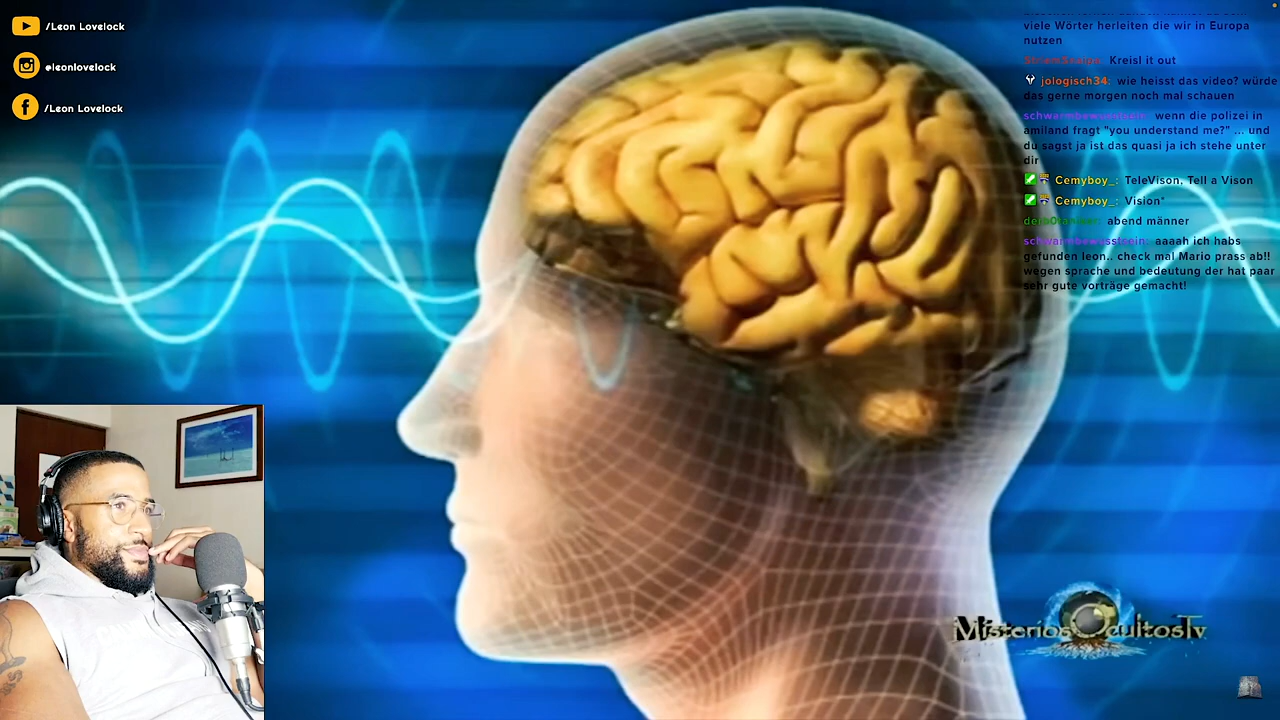 /Leon Lovelock
@leonlovelock
/Leon Lovelock
viele Wörter herleiten die wir in Europa
nutzen
Kreisl it out
jologisch34: wie heisst das video? würde
das gerne morgen noch mal schauen
schwarmbewusstsein: wenn die polizei in
amiland fragt "you understand me?" ... und
du sagst ja ist das quasi ja ich stehe unter
dir
Cemyboy_: TeleVison, Tell a Vison
Cemyboy_: Vision*
abend männer
schwarmbewusstsein: aaaah ich habs
gefunden leon.. check mal Mario prass ab!!
wegen sprache und bedeutung der hat paar
sehr gute vorträge gemacht!
MisteriosOcultosTv